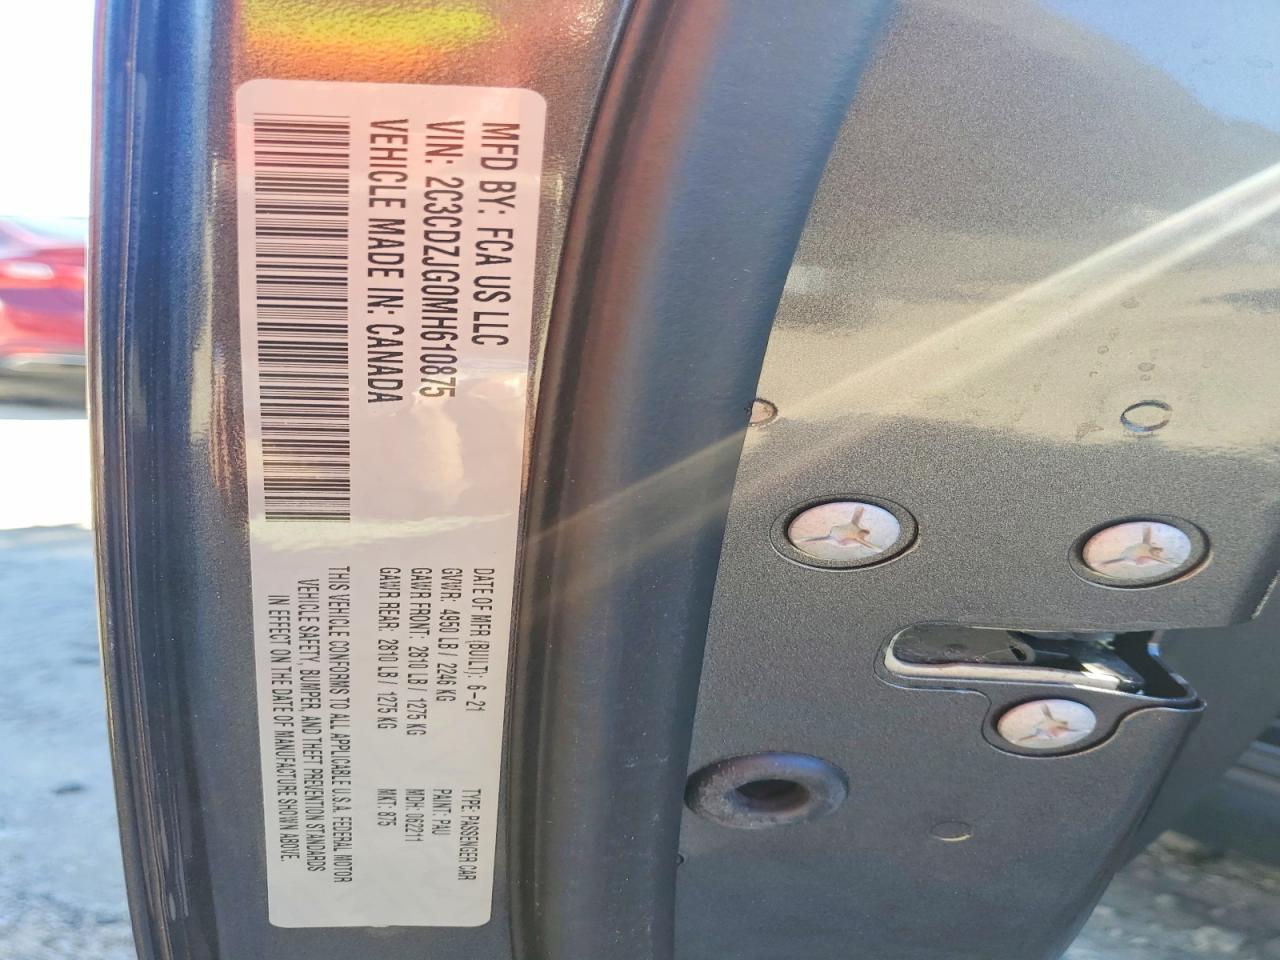 MFD BY: FCA US LLC
VIN: 2C3CDZJG0MH610875
VEHICLE MADE IN: CANADA
DATE OF MFR (BUILT): 6-21
GVWR: 4950 LB / 2246 KG
GAWR FRONT: 2810 LB / 1275 KG
GAWR REAR: 2810 LB / 1275 KG
TYPE: PASSENGER CAR
PAINT: PAU
MDH: 062211
MKT: 875
THIS VEHICLE CONFORMS TO ALL APPLICABLE U.S.A. FEDERAL MOTOR
VEHICLE SAFETY, BUMPER, AND THEFT PREVENTION STANDARDS
IN EFFECT ON THE DATE OF MANUFACTURE SHOWN ABOVE.